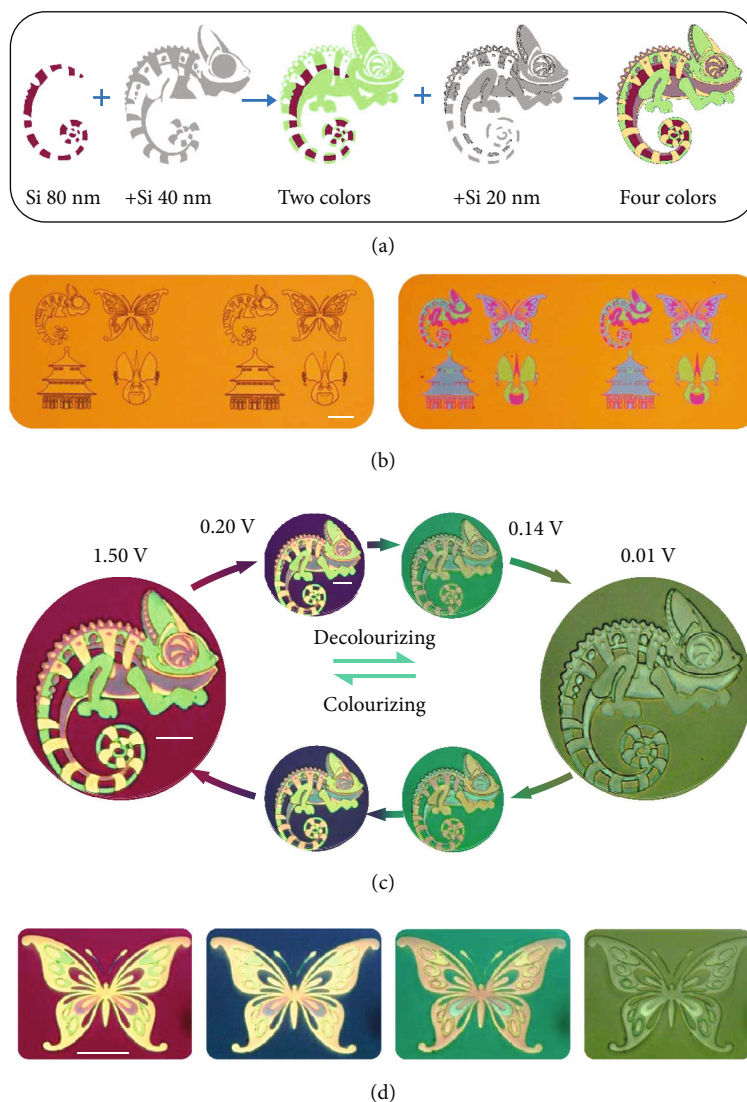 Si 80 nm
+Si 40 nm
Two colors
+Si 20 nm
Four colors
(a)
(b)
0.20 V
0.14 V
1.50 V
0.01 V
Decolourizing
Colourizing
(c)
(d)